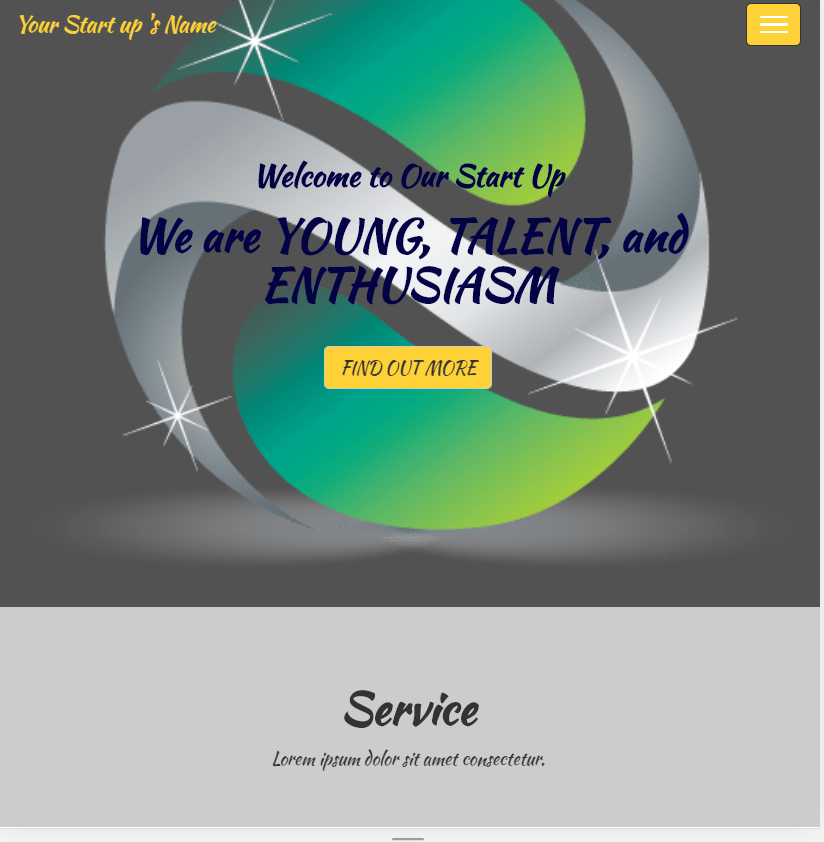 Your Start up 's Name
Welcome to Our Start Up
We are YOUNG, TALENT, and
ENTHUSIASM
FIND OUT MORE
Service
Lorem ipsum dolor sit amet consectetur.